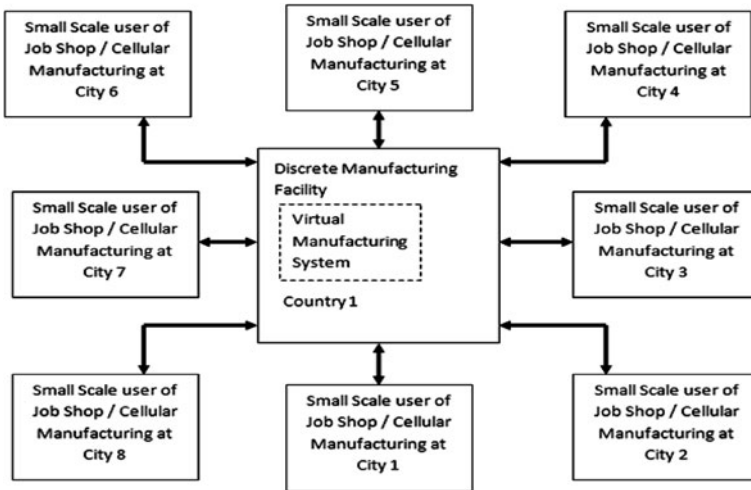 Small Scale user of
Job Shop / Cellular
Manufacturing at
City 6
Small Scale user of
Job Shop / Cellular
Manufacturing at
City 5
Small Scale user of
Job Shop / Cellular
Manufacturing at
City 4
Discrete Manufacturing
Facility
Virtual
Manufacturing
System
Country 1
Small Scale user of
Job Shop / Cellular
Manufacturing at
City 7
Small Scale user of
Job Shop / Cellular
Manufacturing at
City 3
Small Scale user of
Job Shop / Cellular
Manufacturing at
City 8
Small Scale user of
Job Shop / Cellular
Manufacturing at
City 1
Small Scale user of
Job Shop / Cellular
Manufacturing at
City 2